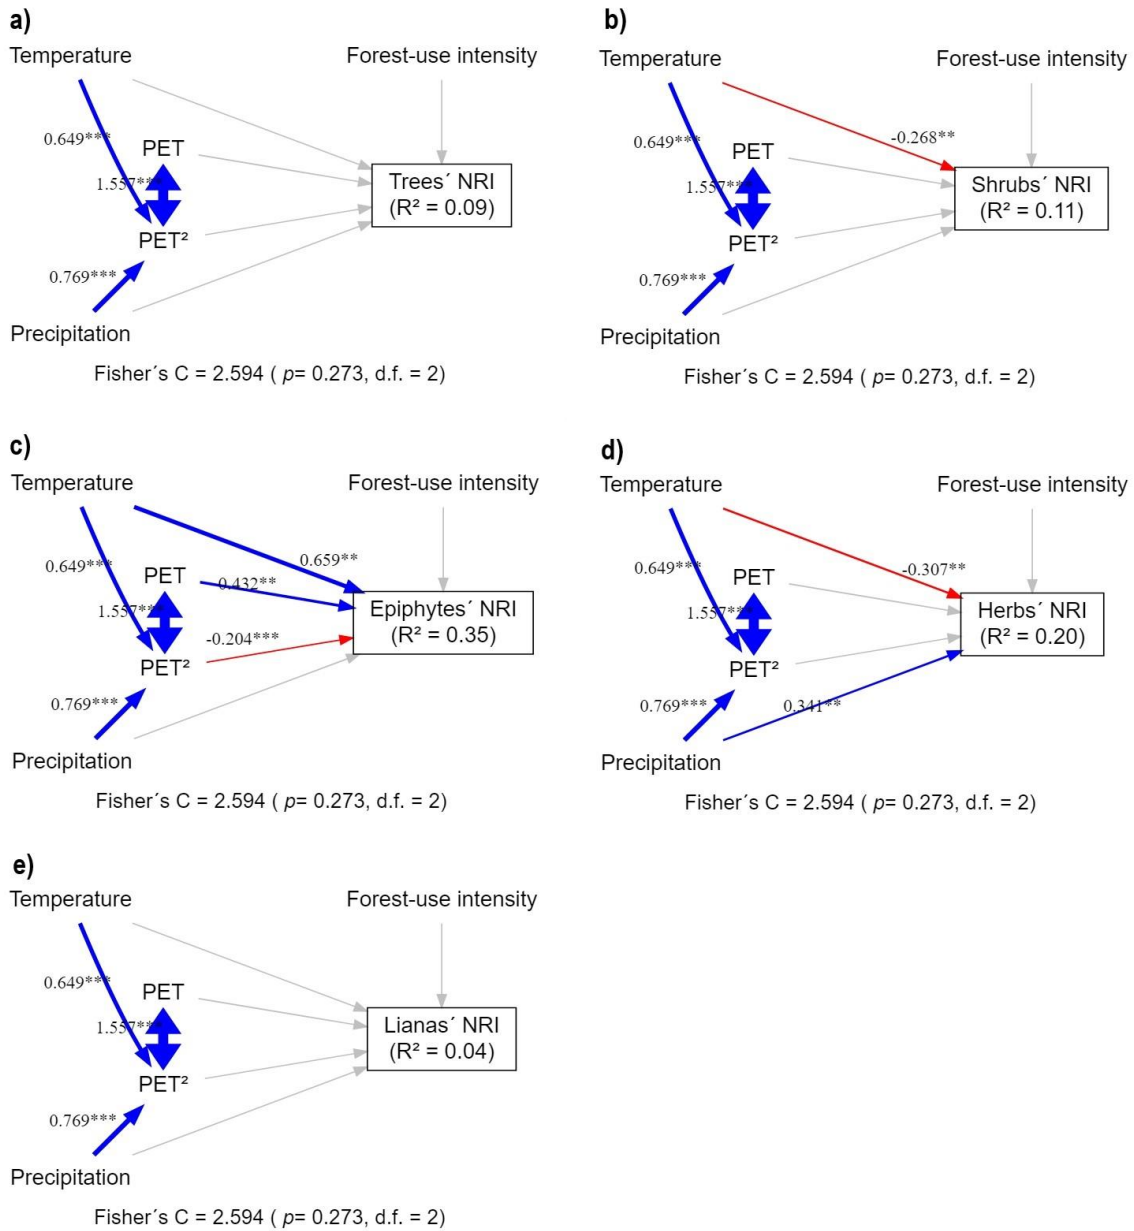 a)
Temperature
Forest-use intensity
0.649***
PET
1.557***
Trees´ NRI
(R² = 0.09)
PET²
0.769***
Precipitation
Fisher´s C = 2.594 ( p= 0.273, d.f. = 2)
b)
Temperature
Forest-use intensity
-0.268**
0.649***
PET
1.557***
Shrubs´ NRI
(R² = 0.11)
PET²
0.769***
Precipitation
Fisher´s C = 2.594 ( p= 0.273, d.f. = 2)
c)
Temperature
Forest-use intensity
0.659**
0.649***
PET
0.432**
1.557***
Epiphytes´ NRI
(R² = 0.35)
-0.204***
PET²
0.769***
Precipitation
Fisher´s C = 2.594 ( p= 0.273, d.f. = 2)
d)
Temperature
Forest-use intensity
-0.307**
0.649***
PET
1.557***
Herbs´ NRI
(R² = 0.20)
PET²
0.769***
0.341**
Precipitation
Fisher´s C = 2.594 ( p= 0.273, d.f. = 2)
e)
Temperature
Forest-use intensity
0.649***
PET
1.557***
Lianas´ NRI
(R² = 0.04)
PET²
0.769***
Precipitation
Fisher´s C = 2.594 ( p= 0.273, d.f. = 2)